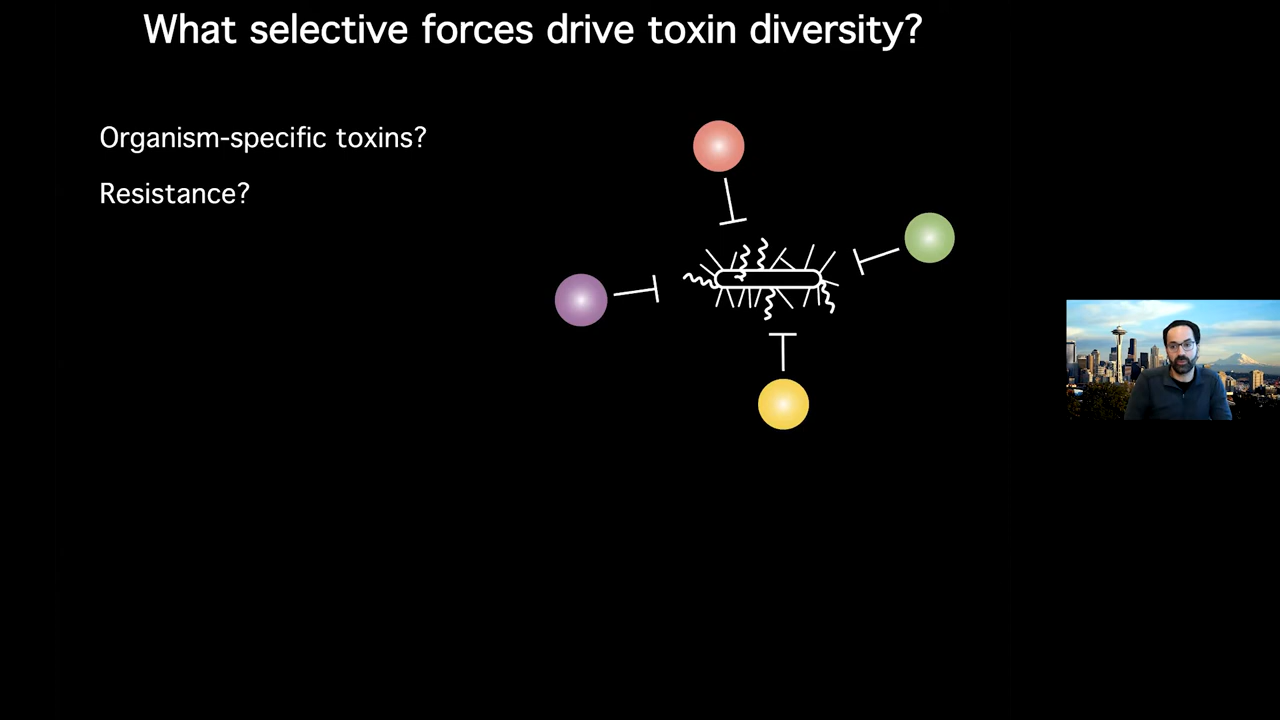 What selective forces drive toxin diversity?
Organism-specific toxins?
Resistance?